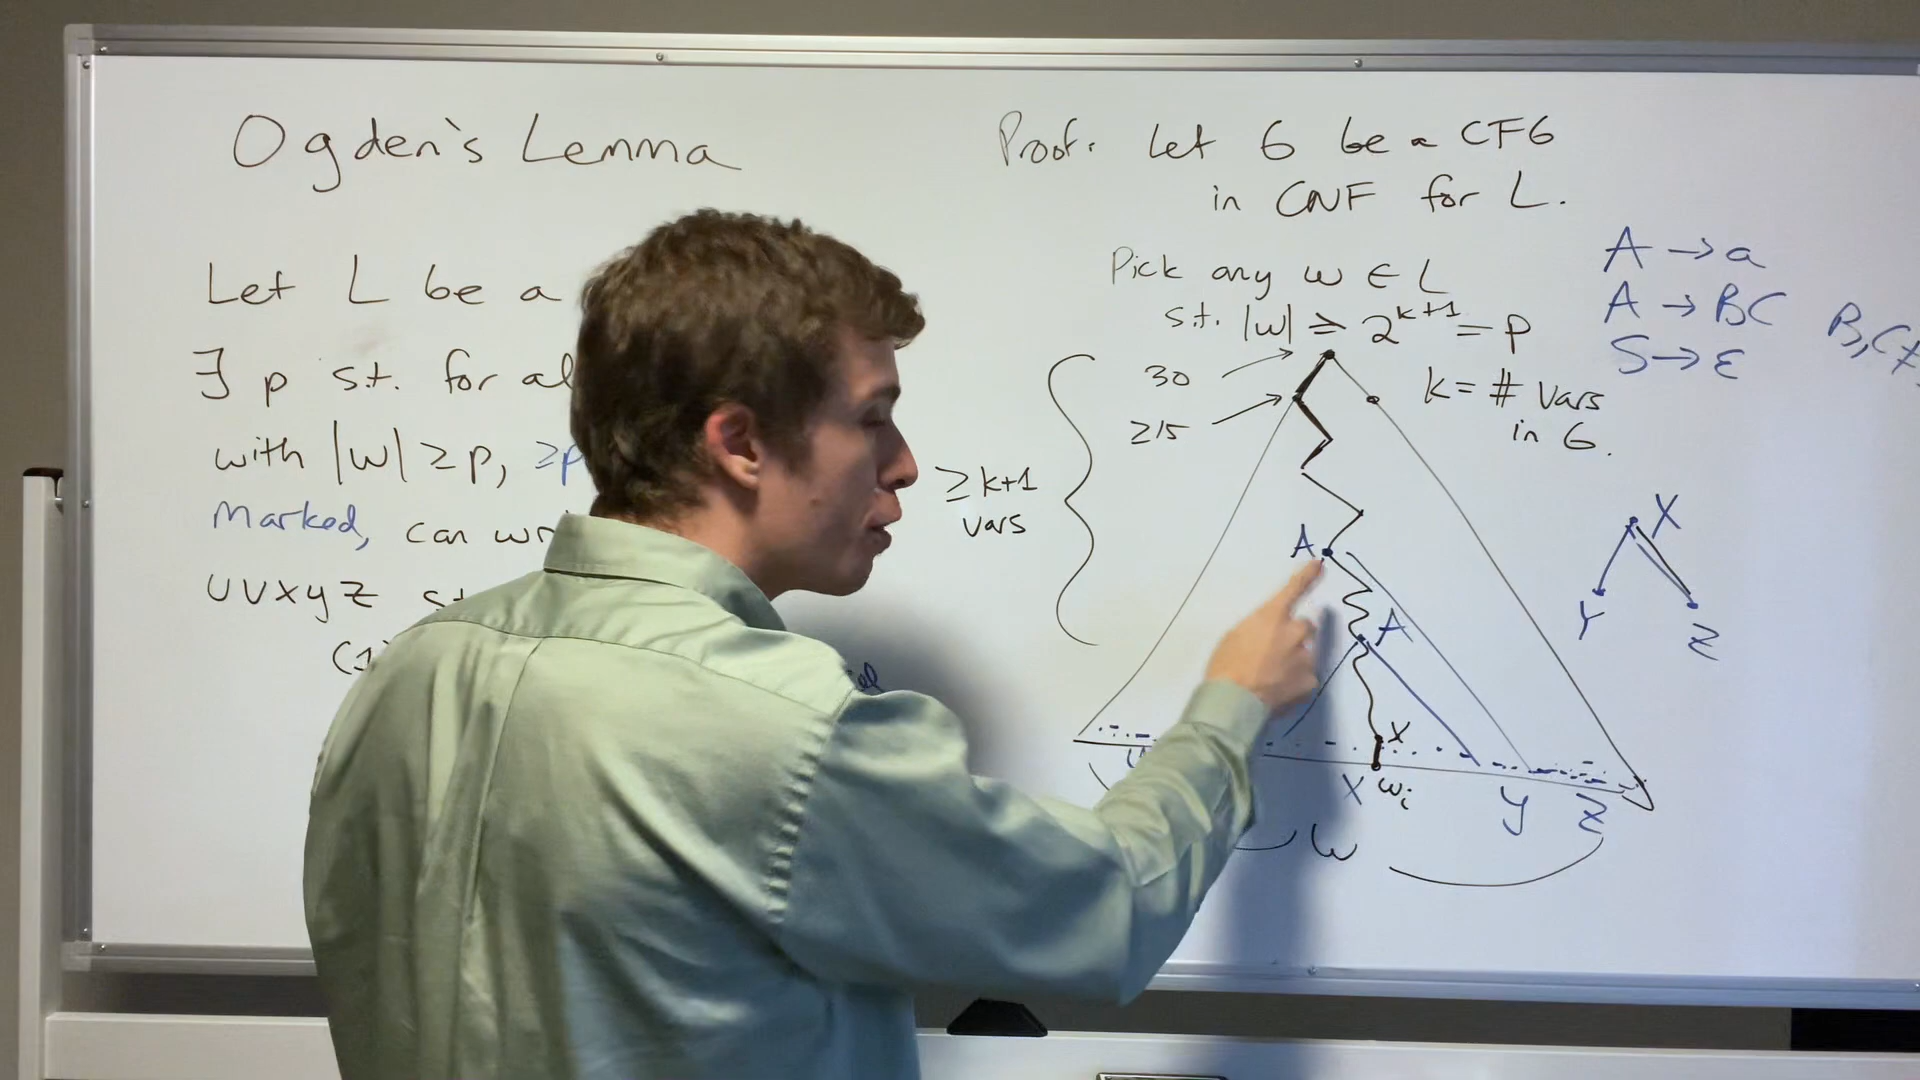 Ogden's Lemma
Let L be a
∃ p s.t. for al
with |w| ≥p, ≥p
Marked, can wr
UVXYZ st
(1)
Proof. Let G be a CFG
in CNF for L.
Pick any w ∈ L
s.t. |w| ≥ 2^{k+1} = p
k = # vars
in G.
A → a
A → BC
B,C≠
S → ε
30
≥15
≥k+1
vars
A
A
X
Y
Z
X
X
w_i
Y
Z
W